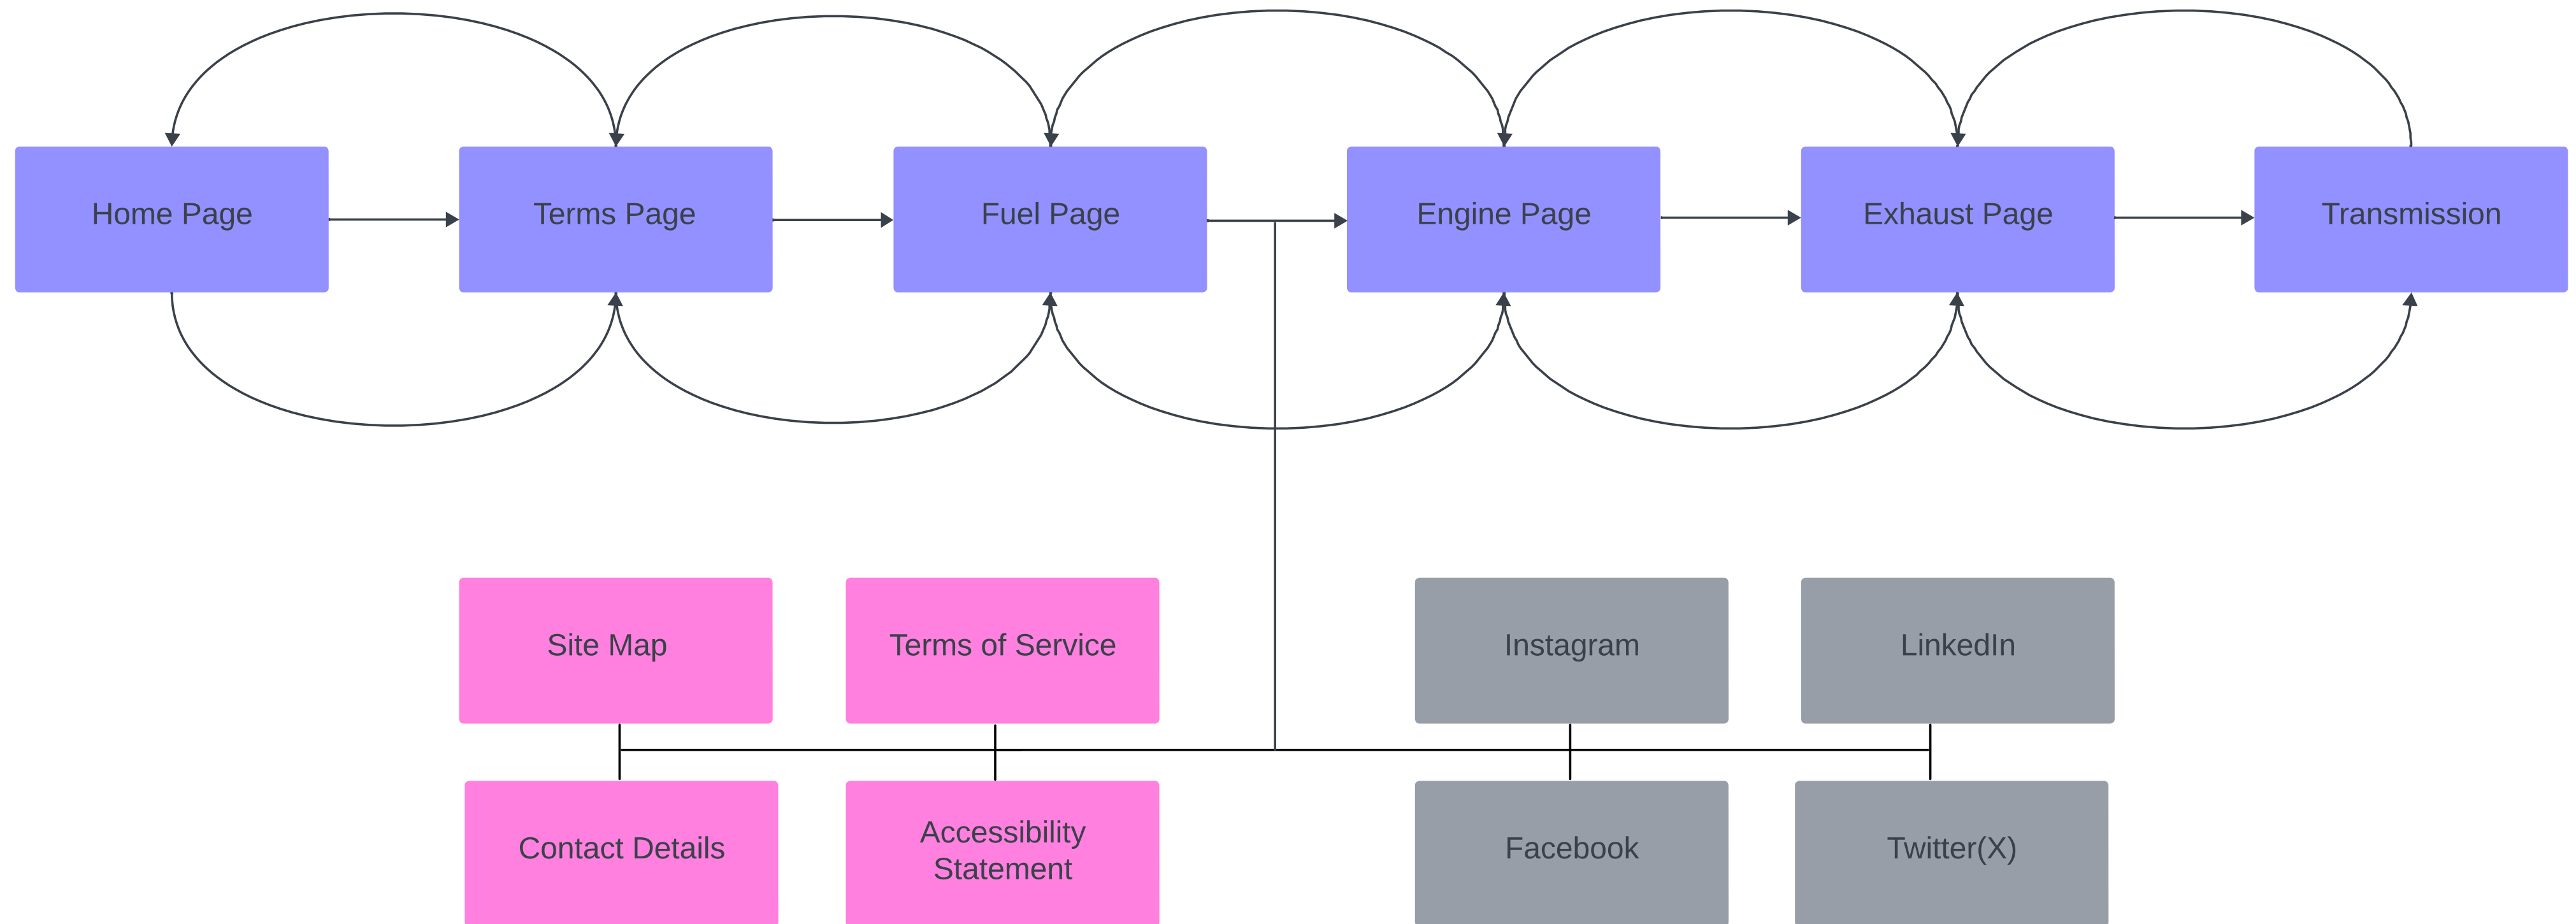 Home Page
Terms Page
Fuel Page
Engine Page
Exhaust Page
Transmission
Site Map
Terms of Service
Instagram
LinkedIn
Contact Details
Accessibility
Statement
Facebook
Twitter(X)